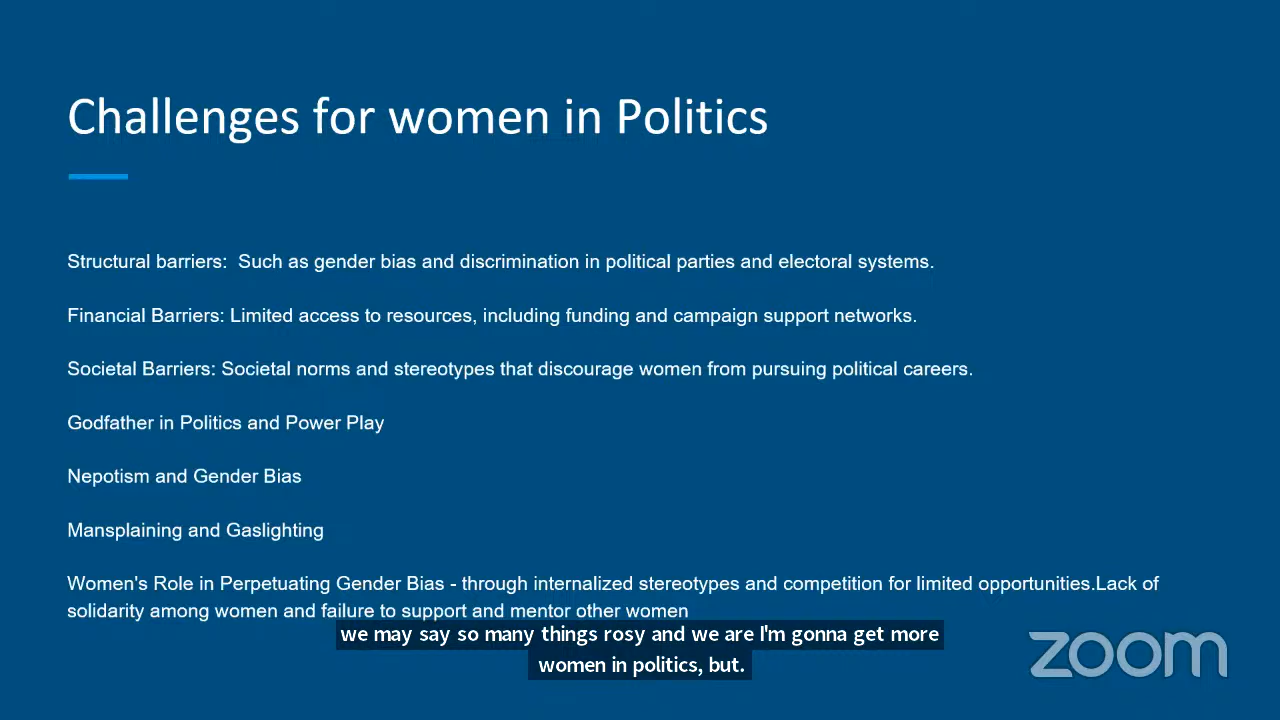 Challenges for women in Politics
Structural barriers:  Such as gender bias and discrimination in political parties and electoral systems.
Financial Barriers: Limited access to resources, including funding and campaign support networks.
Societal Barriers: Societal norms and stereotypes that discourage women from pursuing political careers.
Godfather in Politics and Power Play
Nepotism and Gender Bias
Mansplaining and Gaslighting
Women's Role in Perpetuating Gender Bias - through internalized stereotypes and competition for limited opportunities.Lack of
solidarity among women and failure to support and mentor other women
we may say so many things rosy and we are I'm gonna get more
women in politics, but.
zoom